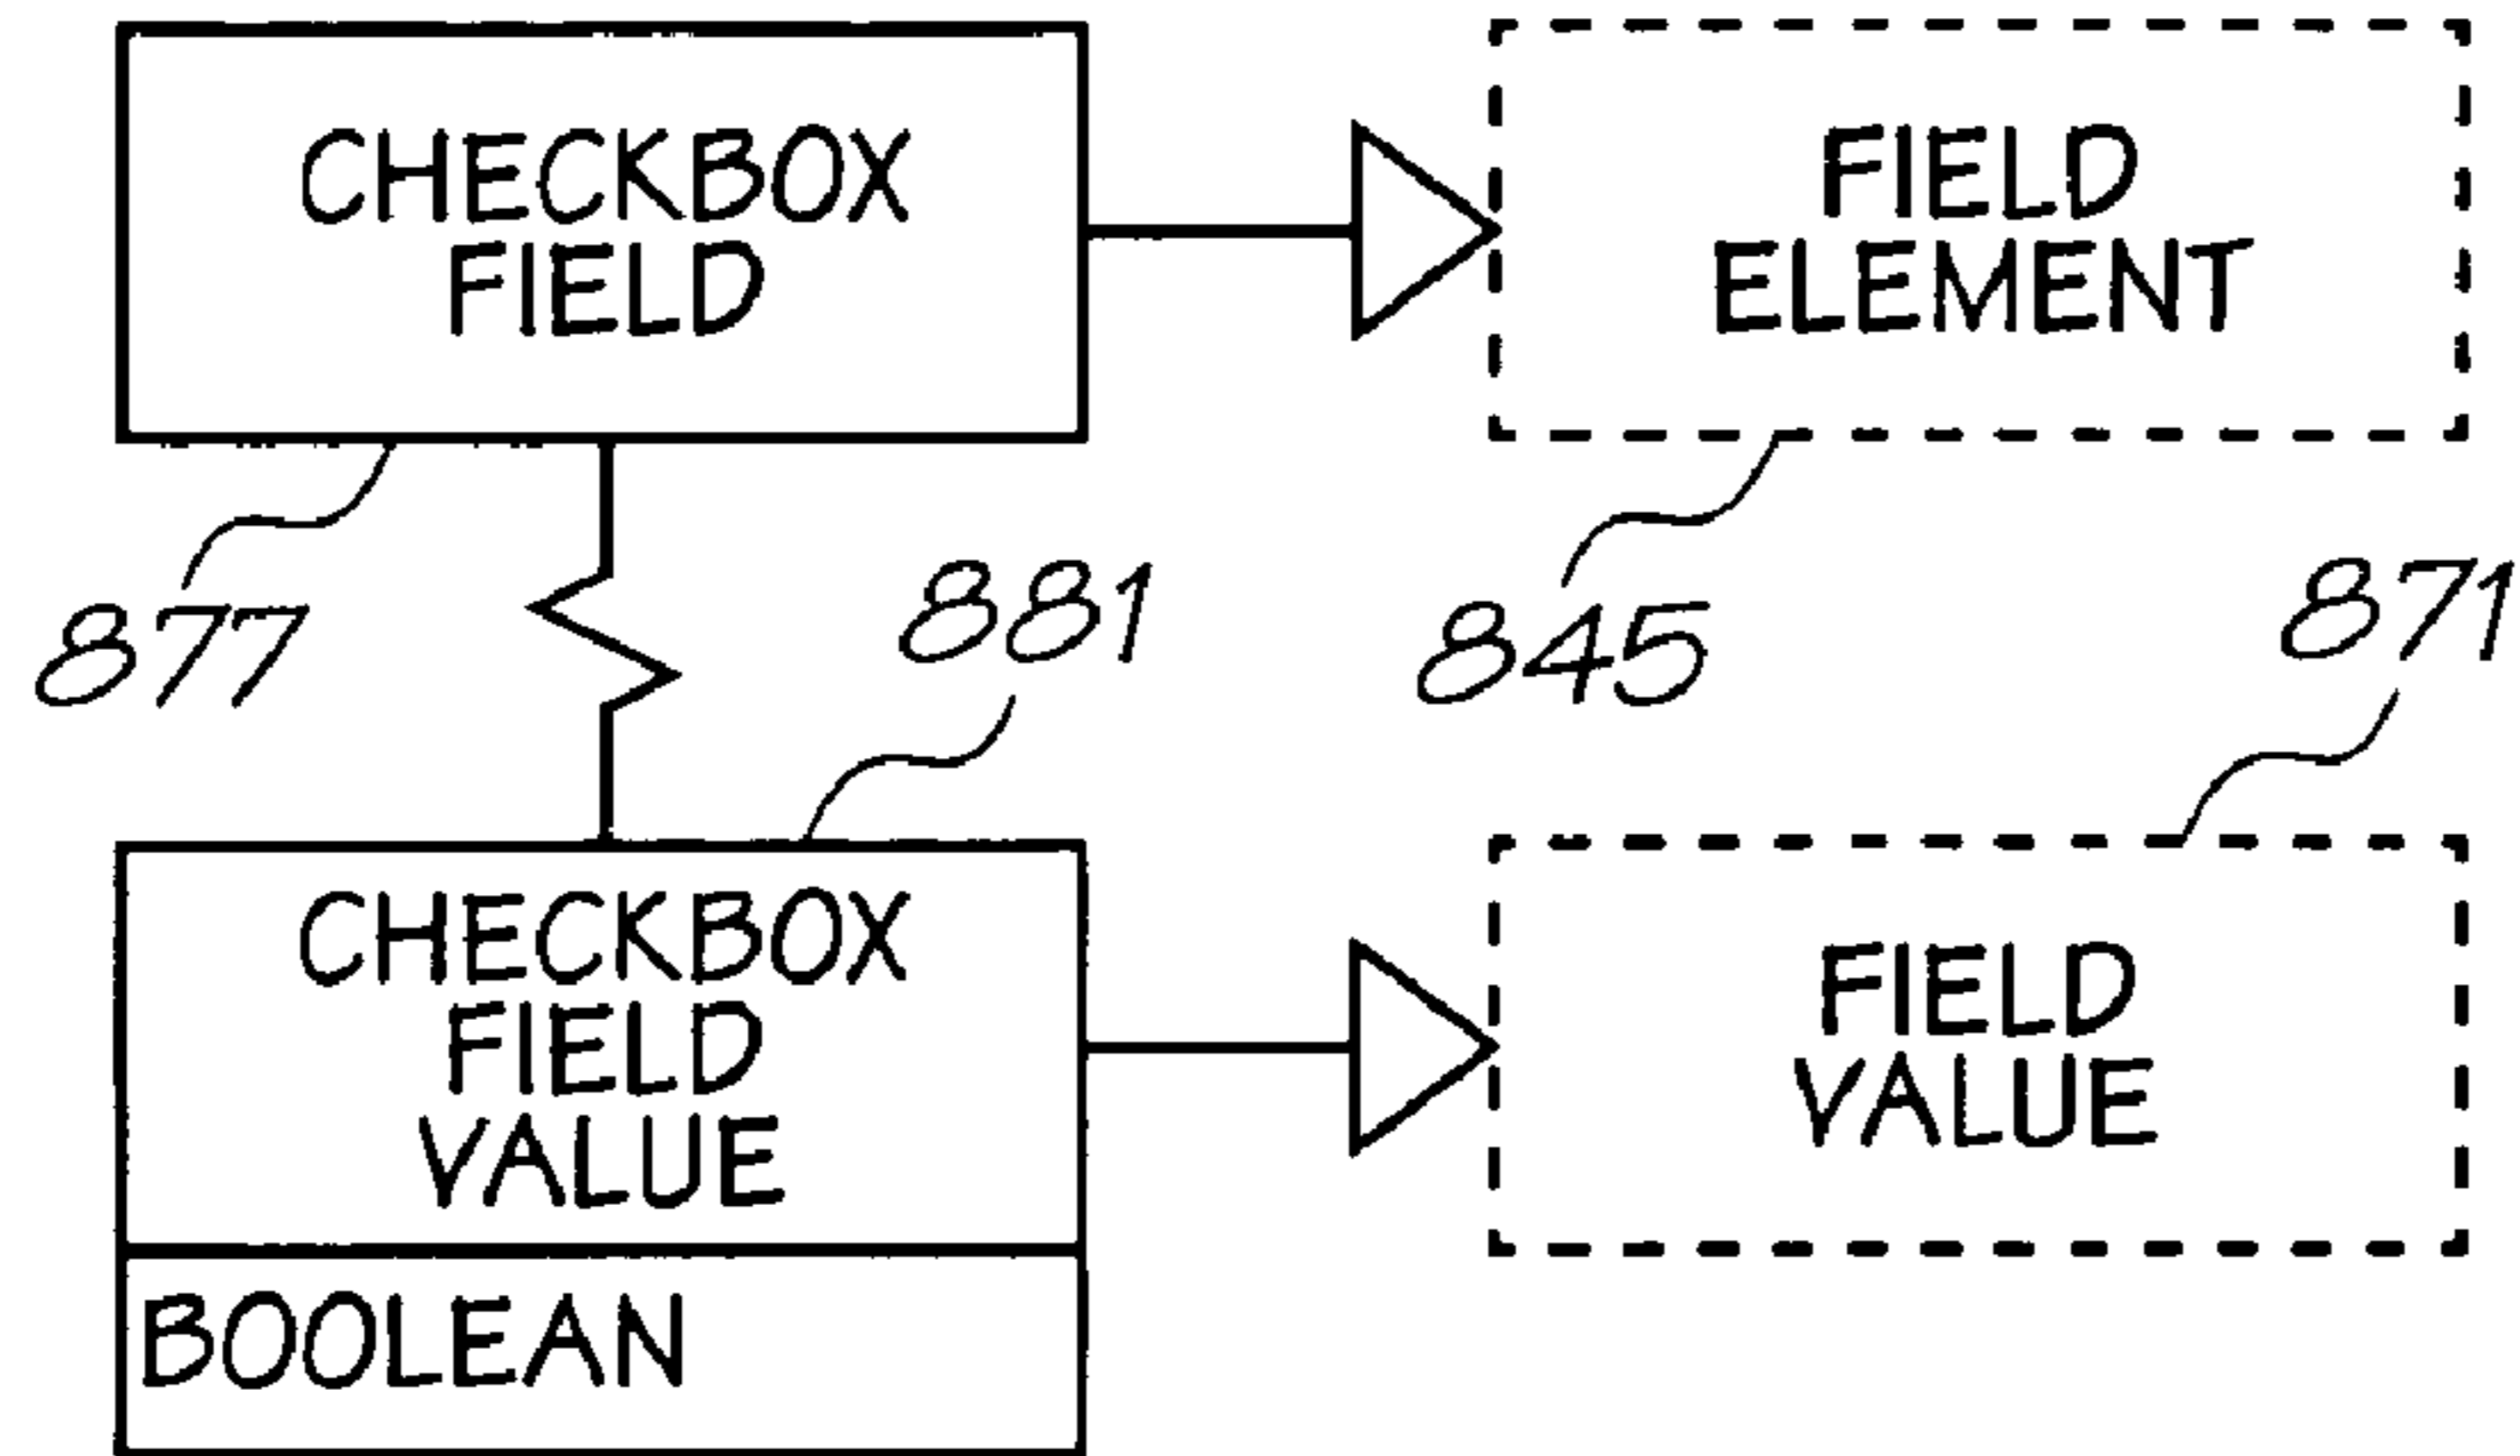 CHECKBOX
FIELD
FIELD
ELEMENT
877
881
845
871
CHECKBOX
FIELD
VALUE
FIELD
VALUE
BOOLEAN